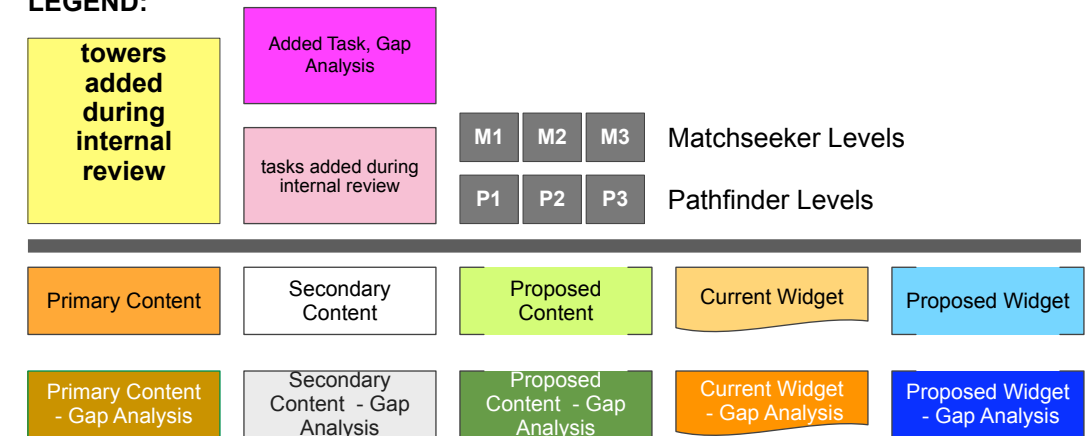 LEGEND:
towers
added
during
internal
review
Added Task, Gap
Analysis
tasks added during
internal review
M1 M2 M3 Matchseeker Levels
P1 P2 P3 Pathfinder Levels
Primary Content
Secondary
Content
Proposed
Content
Current Widget
Proposed Widget
Primary Content
- Gap Analysis
Secondary
Content - Gap
Analysis
Proposed
Content - Gap
Analysis
Current Widget
- Gap Analysis
Proposed Widget
- Gap Analysis